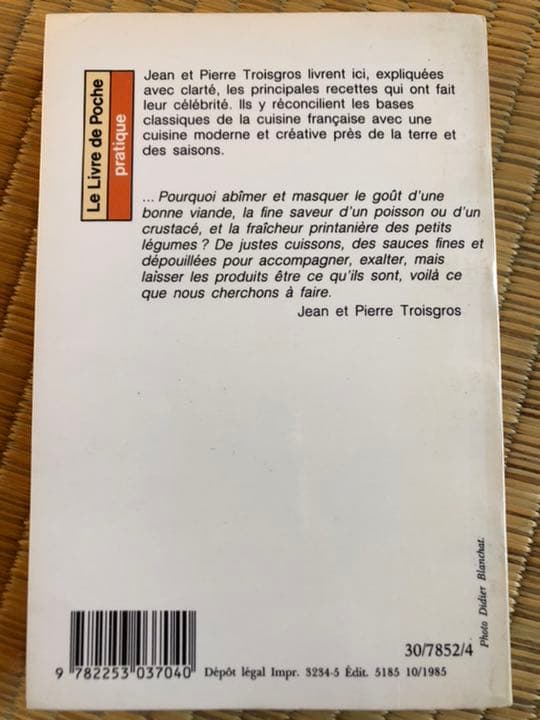 Le Livre de Poche
pratique
Jean et Pierre Troisgros livrent ici, expliquées
avec clarté, les principales recettes qui ont fait
leur célébrité. Ils y réconcilient les bases
classiques de la cuisine française avec une
cuisine moderne et créative près de la terre et
des saisons.
... Pourquoi abîmer et masquer le goût d'une
bonne viande, la fine saveur d'un poisson ou d'un
crustacé, et la fraîcheur printanière des petits
légumes ? De justes cuissons, des sauces fines et
dépouillées pour accompagner, exalter, mais
laisser les produits être ce qu'ils sont, voilà ce
que nous cherchons à faire.
Jean et Pierre Troisgros
Photo Didier Blanchat.
30/7852/4
9 782253 037040
Dépôt légal Impr. 3234-5 Édit. 5185 10/1985